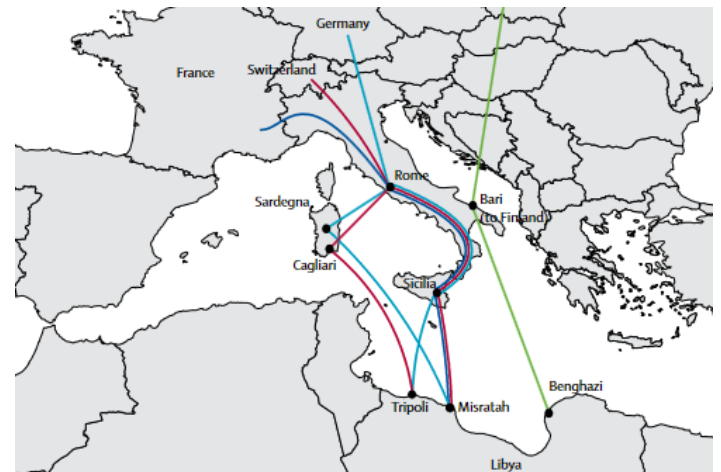 Germany
France
Switzerland
Rome
Sardegna
Bari
(to Finland)
Cagliari
Sicilia
Benghazi
Tripoli
Misratah
Libya